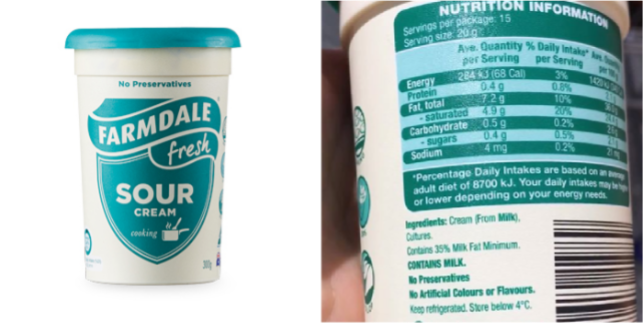 No Preservatives
FARMDALE
fresh
SOUR
CREAM
cooking
300g
NUTRITION INFORMATION
Servings per package: 15
Serving size: 20 g
Ave. Quantity % Daily Intake* Ave. Quantity
per Serving per Serving
Energy 284 kJ (68 Cal) 3%
Protein 0.4 g 0.8%
Fat, total 7.2 g 10%
- saturated 4.9 g 20%
Carbohydrate 0.5 g 0.2%
- sugars 0.4 g 0.5%
Sodium 4 mg 0.2%
*Percentage Daily Intakes are based on an average
adult diet of 8700 kJ. Your daily intakes may be
or lower depending on your energy needs.
Ingredients: Cream (From Milk),
Cultures.
Contains 35% Milk Fat Minimum.
CONTAINS MILK.
No Preservatives
No Artificial Colours or Flavours.
Keep refrigerated. Store below 4°C.